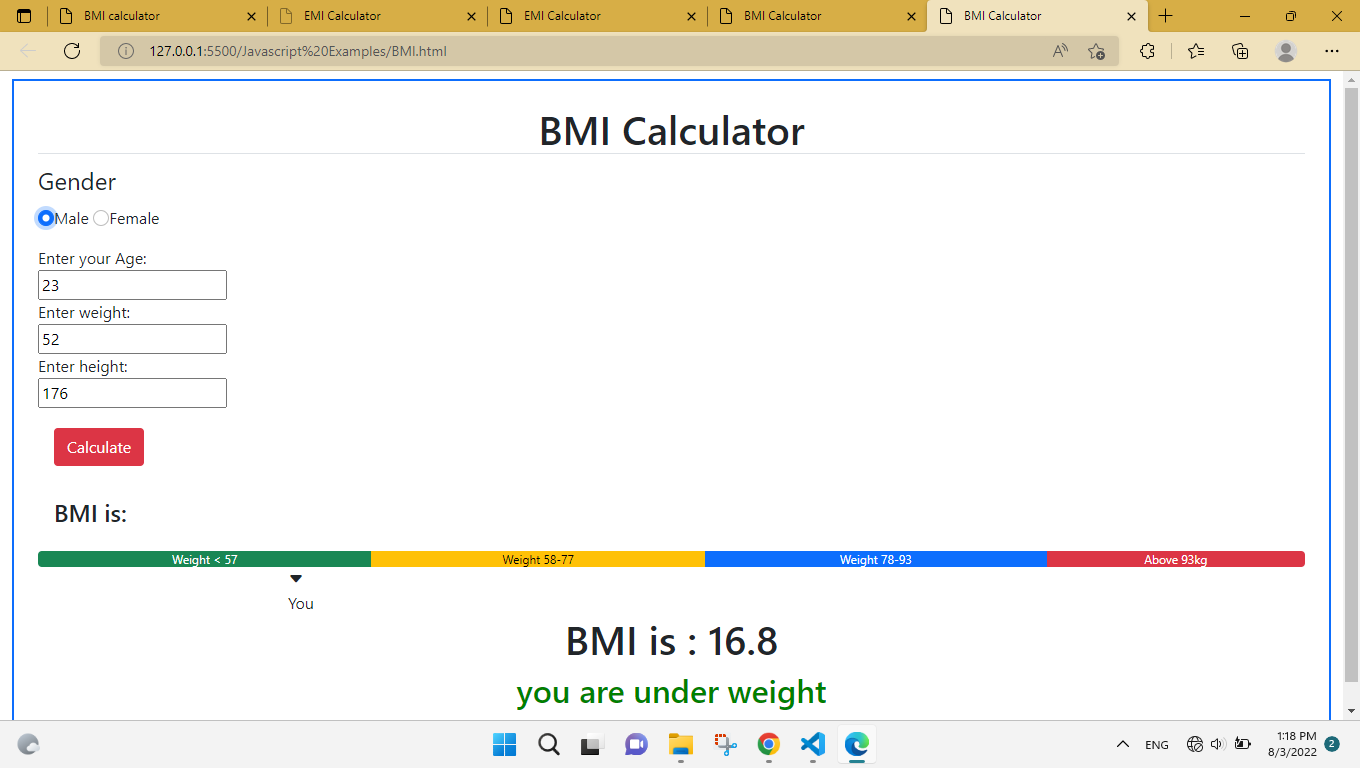 BMI calculator
EMI Calculator
EMI Calculator
BMI Calculator
BMI Calculator
127.0.0.1:5500/Javascript%20Examples/BMI.html
BMI Calculator
Gender
Male Female
Enter your Age:
23
Enter weight:
52
Enter height:
176
Calculate
BMI is:
Weight < 57 Weight 58-77 Weight 78-93 Above 93kg
You
BMI is : 16.8
you are under weight
ENG
1:18 PM
8/3/2022
2